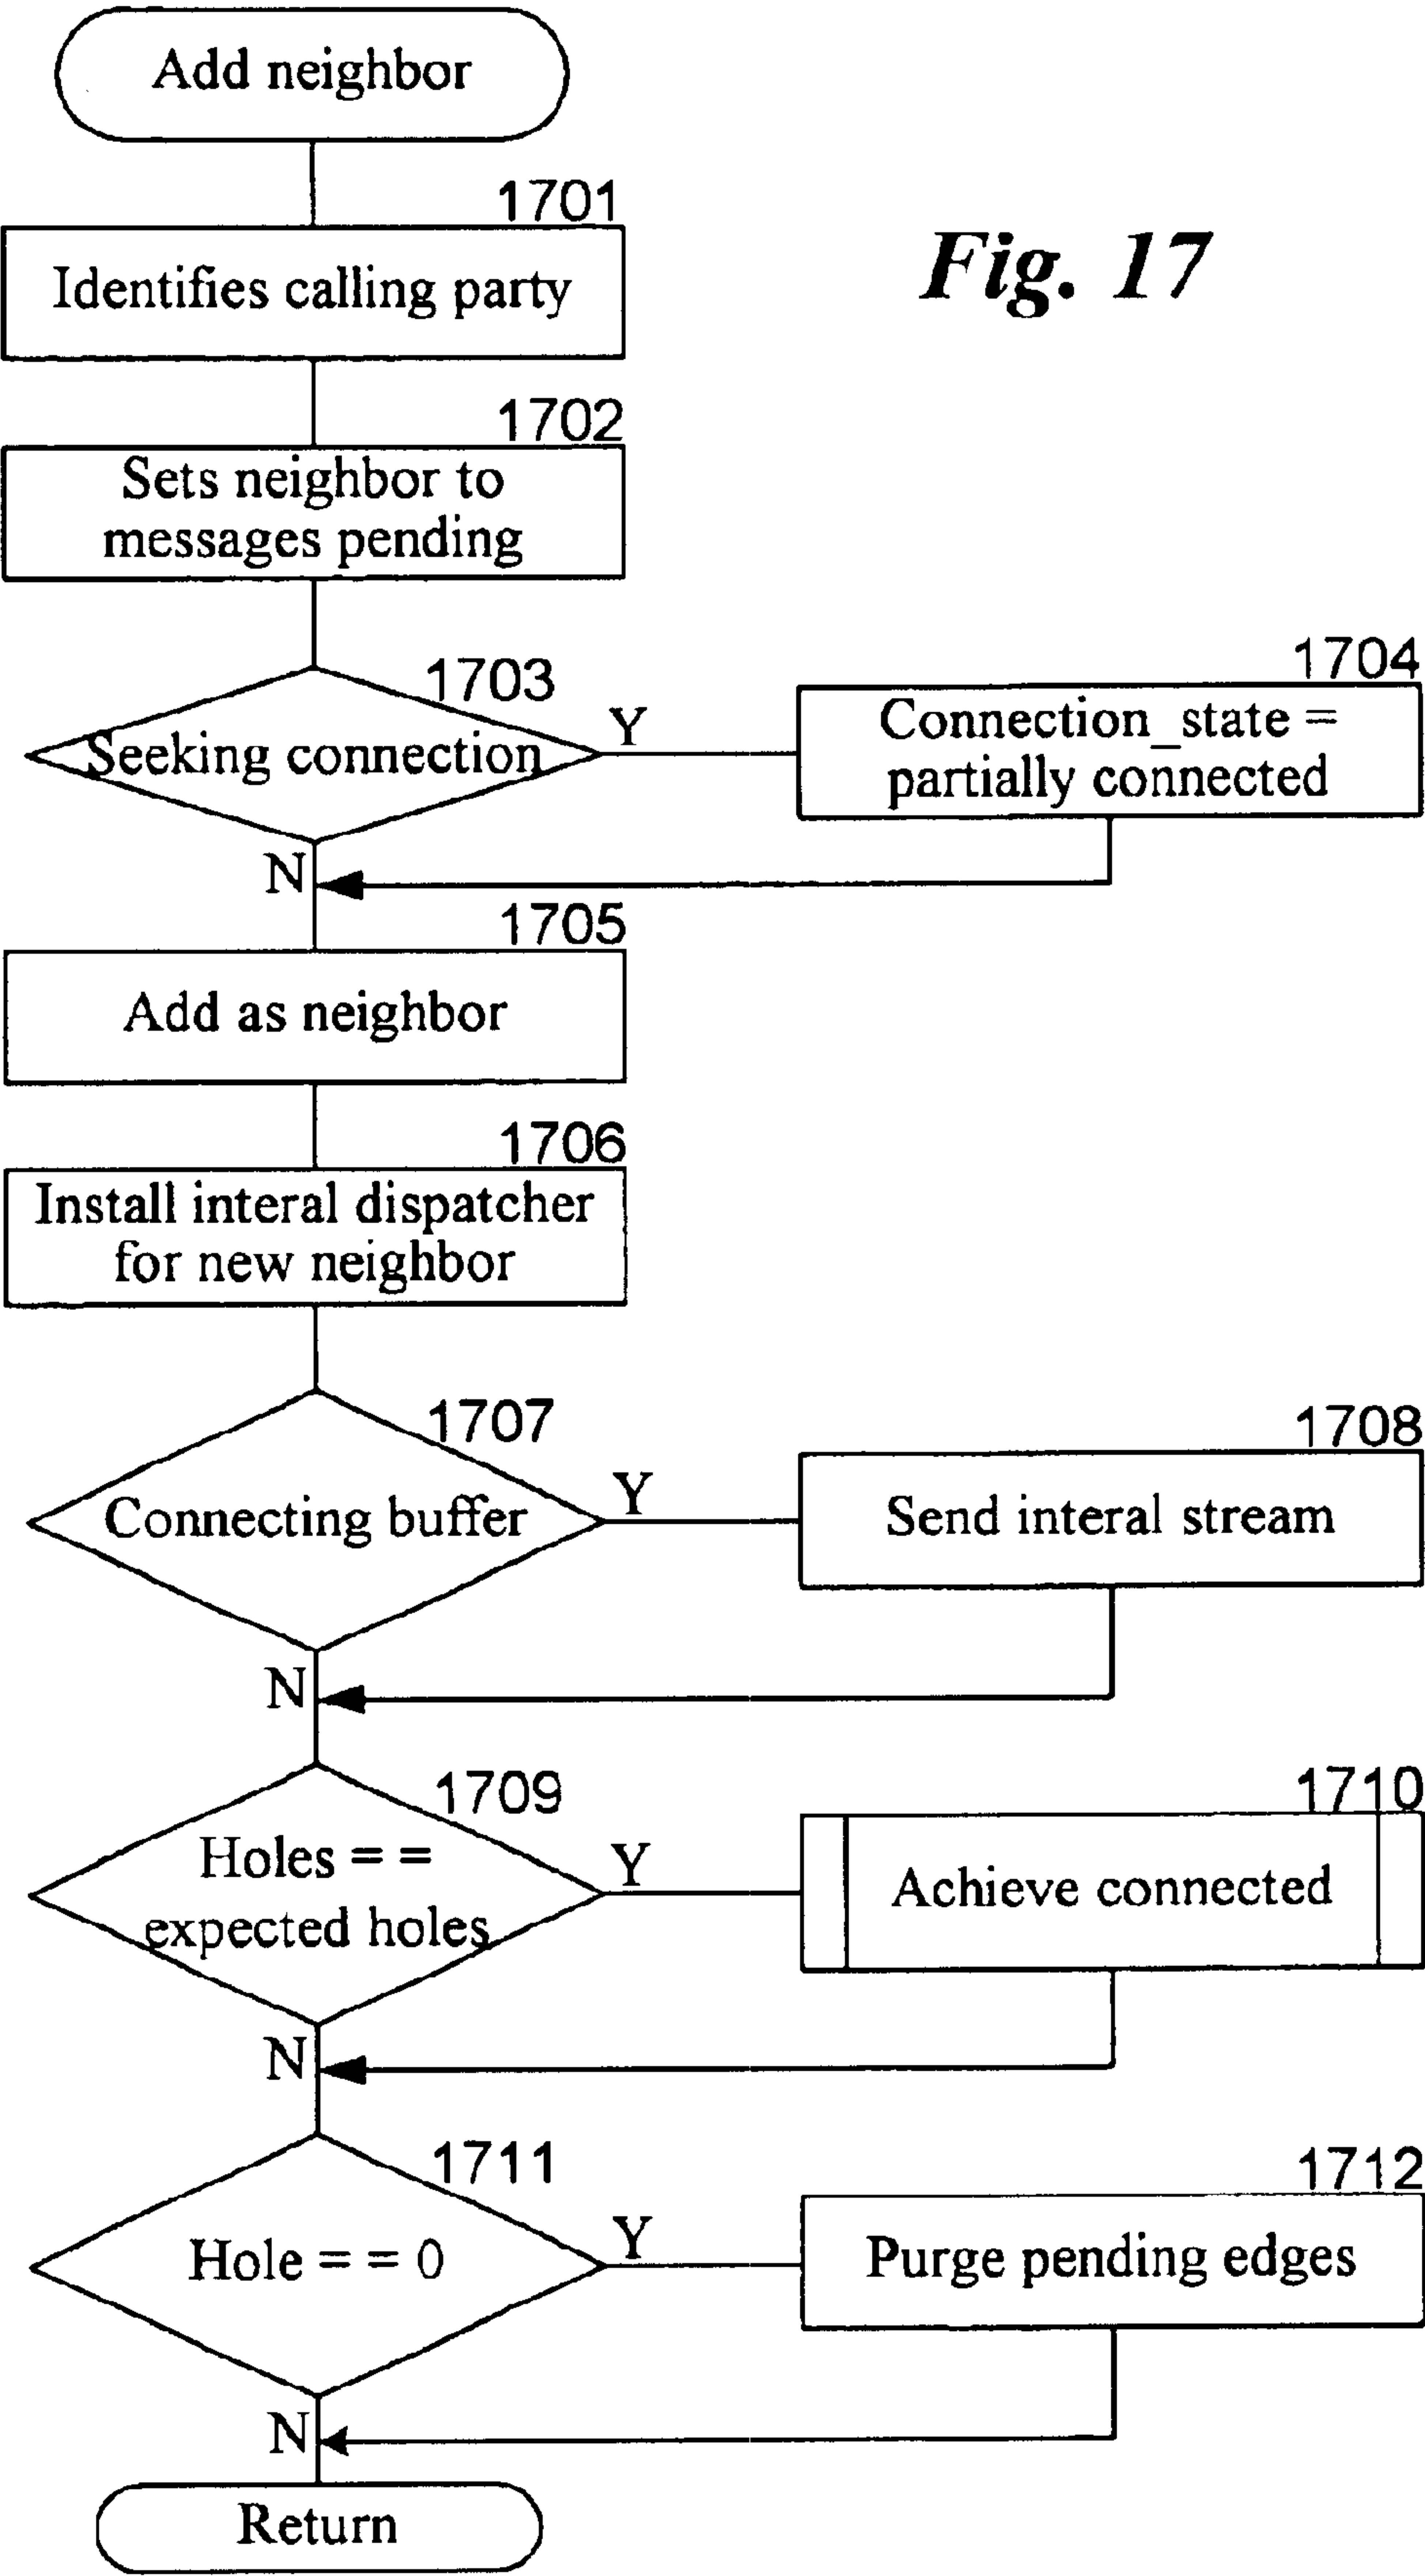 Add neighbor
1701
Identifies calling party
Fig. 17
1702
Sets neighbor to
messages pending
1703
Seeking connection
Y
1704
Connection_state =
partially connected
N
1705
Add as neighbor
1706
Install interal dispatcher
for new neighbor
1707
Connecting buffer
Y
1708
Send interal stream
N
1709
Holes = =
expected holes
Y
1710
Achieve connected
N
1711
Hole = = 0
Y
1712
Purge pending edges
N
Return